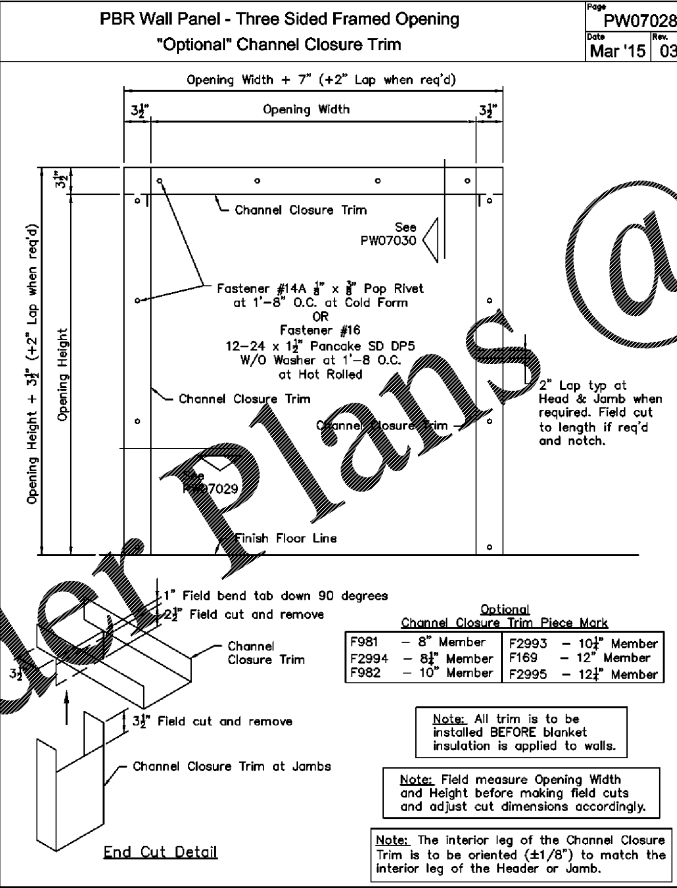 PBR Wall Panel - Three Sided Framed Opening
"Optional" Channel Closure Trim
Page
PW07028
Date
Mar '15
Rev.
03
Opening Width + 7" (+2" Lap when req'd)
3½"
Opening Width
3½"
3½"
Opening Height + 3½" (+2" Lap when req'd)
Opening Height
Channel Closure Trim
See
PW07030
Fastener #14A ⅛" x ⅜" Pop Rivet
at 1'-8" O.C. at Cold Form
OR
Fastener #16
12-24 x 1½" Pancake SD DP5
W/O Washer at 1'-8 O.C.
at Hot Rolled
2" Lap typ at
Head & Jamb when
required. Field cut
to length if req'd
and notch.
Channel Closure Trim
Channel Closure Trim
See
PW07029
Finish Floor Line
1" Field bend tab down 90 degrees
2½" Field cut and remove
Channel
Closure Trim
3½"
3½" Field cut and remove
Channel Closure Trim at Jambs
End Cut Detail
Optional
Channel Closure Trim Piece Mark
F981 - 8" Member
F2993 - 10¼" Member
F2994 - 8¼" Member
F169 - 12" Member
F982 - 10" Member
F2995 - 12¼" Member
Note: All trim is to be
installed BEFORE blanket
insulation is applied to walls.
Note: Field measure Opening Width
and Height before making field cuts
and adjust cut dimensions accordingly.
Note: The interior leg of the Channel Closure
Trim is to be oriented (±1/8") to match the
interior leg of the Header or Jamb.
der Plans @